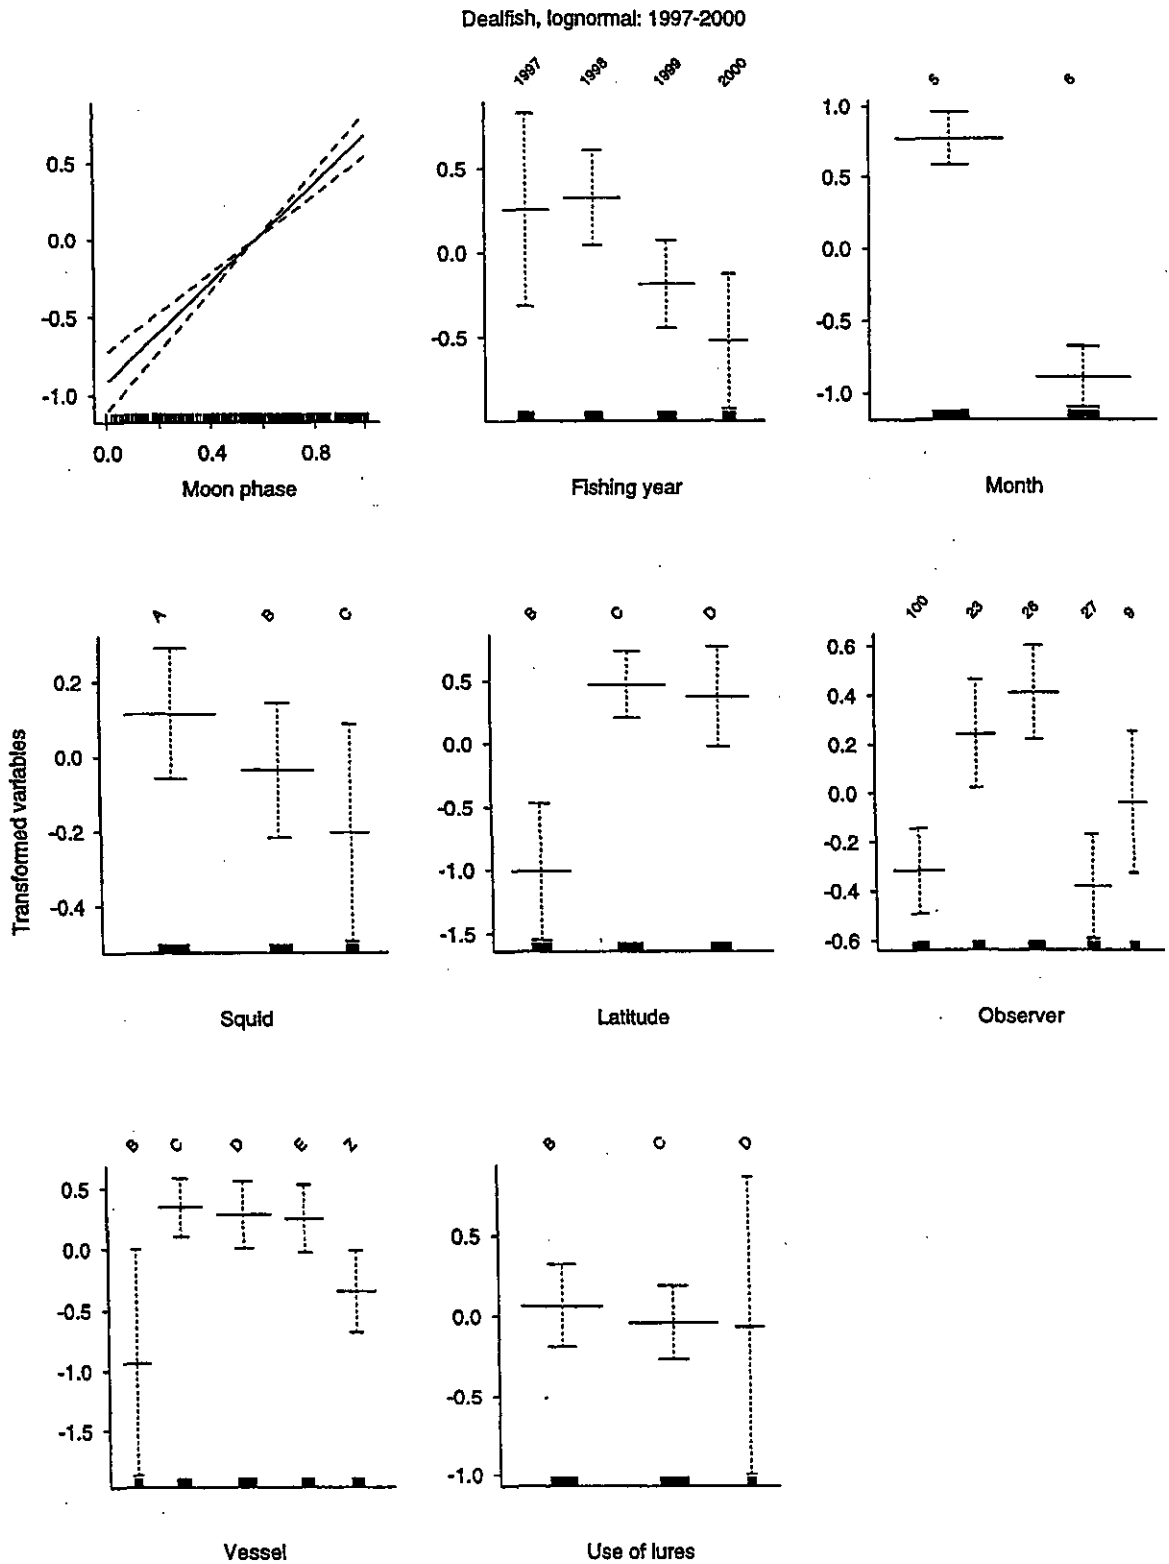 Dealfish, lognormal: 1997-2000
1997 1998 1999 2000
5 6
0.5
0.0
-0.5
-1.0
0.0 0.4 0.8
Moon phase
0.5
0.0
-0.5
Fishing year
1.0
0.5
0.0
-0.5
-1.0
Month
Transformed variables
A B C
0.2
0.0
-0.2
-0.4
Squid
B C D
0.5
0.0
-0.5
-1.0
-1.5
Latitude
100 23 26 27 9
0.6
0.4
0.2
0.0
-0.2
-0.4
-0.6
Observer
B C D E Z
0.5
0.0
-0.5
-1.0
-1.5
Vessel
B C D
0.5
0.0
-0.5
-1.0
Use of lures